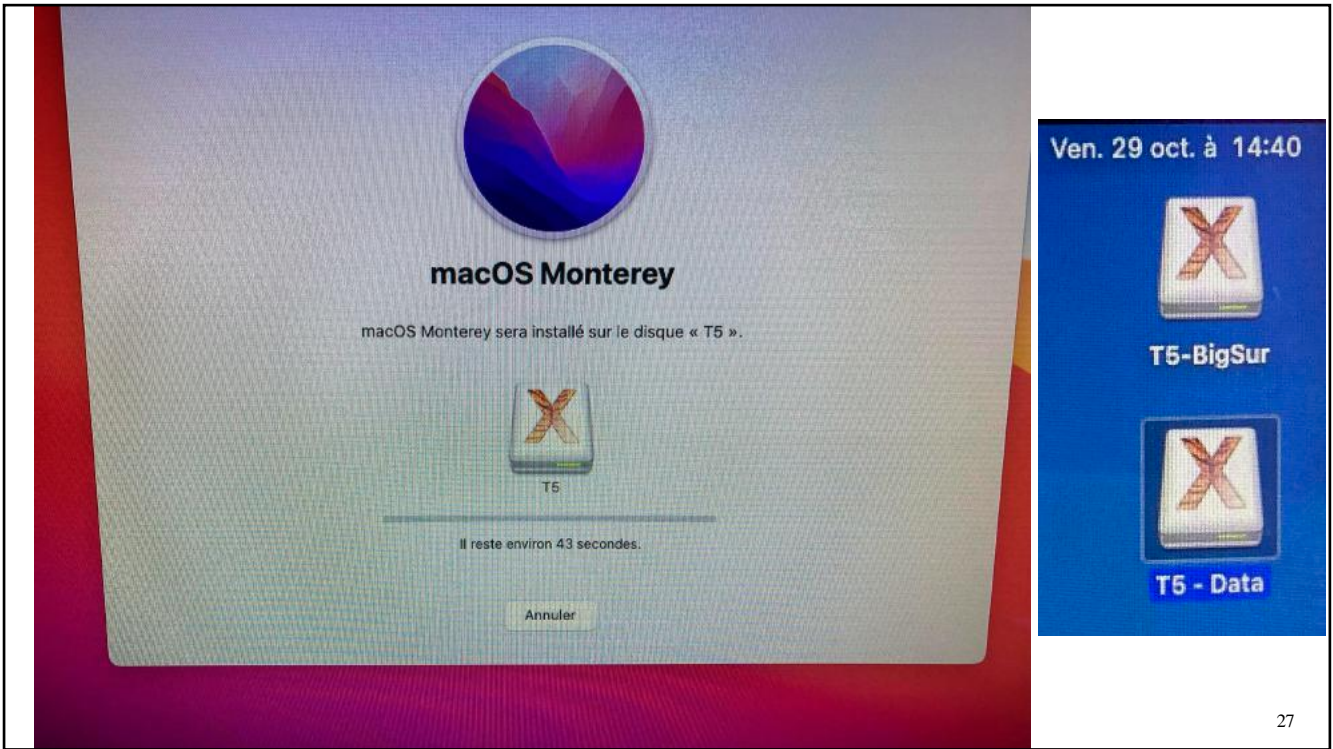 macOS Monterey
macOS Monterey sera installé sur le disque « T5 ».
T5
Il reste environ 43 secondes.
Annuler
Ven. 29 oct. à 14:40
T5-BigSur
T5 - Data
27